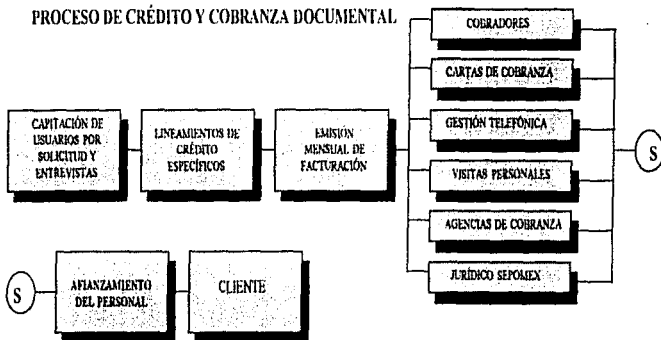 PROCESO DE CRÉDITO Y COBRANZA DOCUMENTAL
CAPITACIÓN DE
USUARIOS POR
SOLICITUD Y
ENTREVISTAS
LINEAMIENTOS DE
CRÉDITO
ESPECÍFICOS
EMISIÓN
MENSUAL DE
FACTURACIÓN
COBRADORES
CARTAS DE COBRANZA
GESTIÓN TELEFÓNICA
VISITAS PERSONALES
AGENCIAS DE COBRANZA
JURÍDICO SEPOMEX
S
S
AFIANZAMIENTO
DEL PERSONAL
CLIENTE